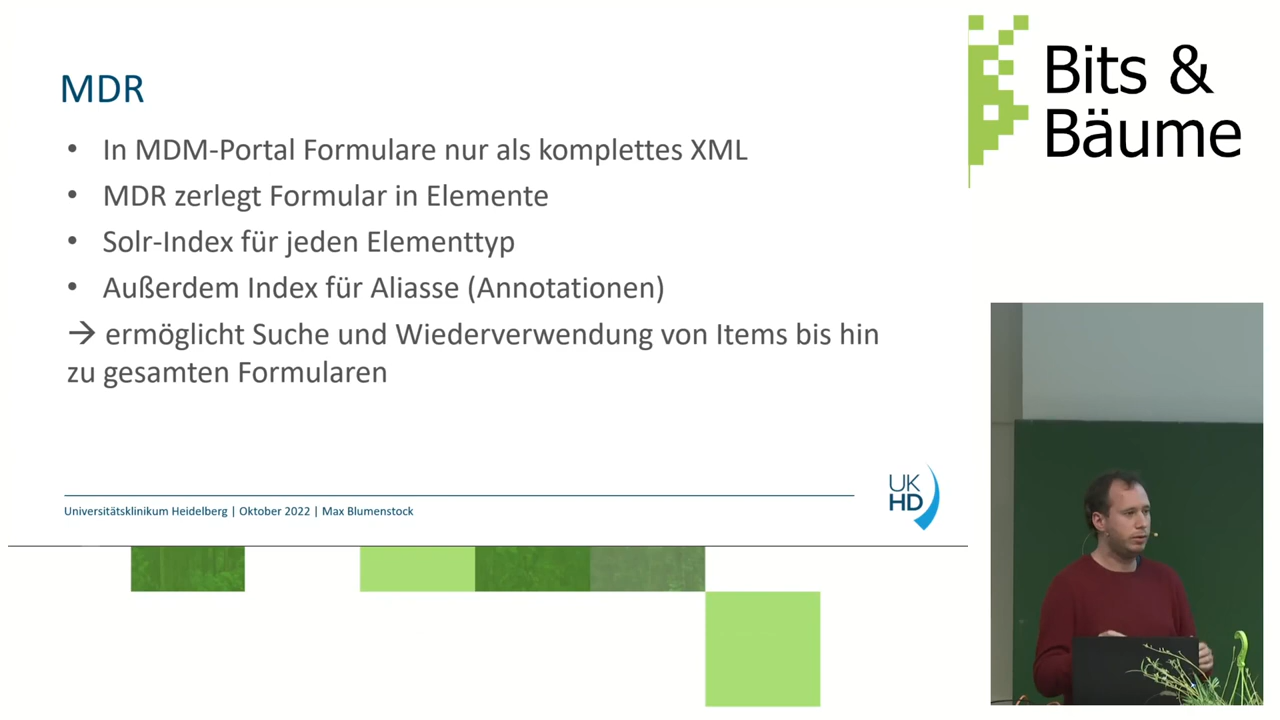 MDR
• In MDM-Portal Formulare nur als komplettes XML
• MDR zerlegt Formular in Elemente
• Solr-Index für jeden Elementtyp
• Außerdem Index für Aliasse (Annotationen)
→ ermöglicht Suche und Wiederverwendung von Items bis hin
zu gesamten Formularen
Universitätsklinikum Heidelberg | Oktober 2022 | Max Blumenstock
UK
HD
Bits &
Bäume